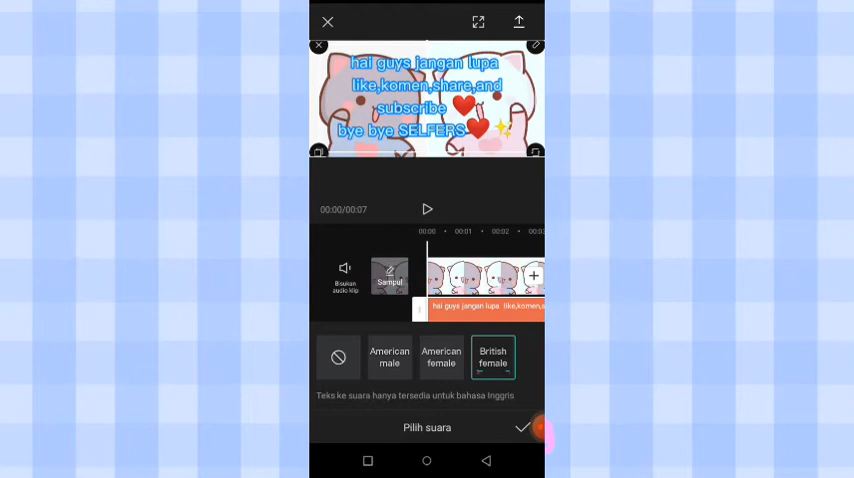 hai guys jangan lupa
like,komen,share,and
subscribe ❤️
bye bye SELFERS❤️ ✨
00:00/00:07
00:00 00:01 00:02 00:03
Bisukan
audio klip
Sampul
hai guys jangan lupa like,komen,s
American
male
American
female
British
female
Teks ke suara hanya tersedia untuk bahasa Inggris
Pilih suara